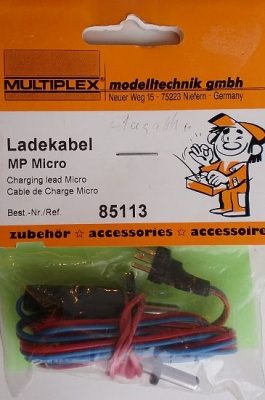 MULTIPLEX® modelltechnik gmbh
Neuer Weg 15 · 75223 Niefern · Germany
Ladekabel
MP Micro
Charging lead Micro
Cable de Charge Micro
Best.-Nr./Ref. 85113
zubehör ☆ accessories ☆ accessoire